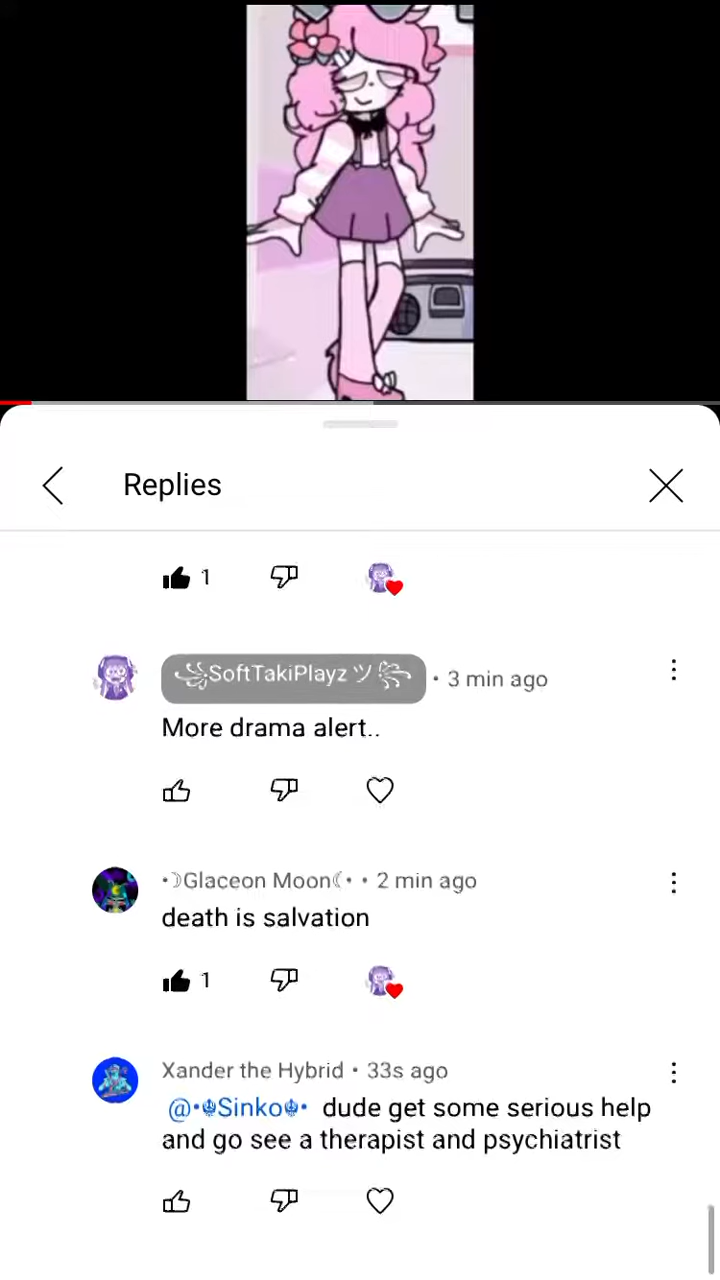 Replies
1
꧁SoftTakiPlayz ツ꧂ • 3 min ago
More drama alert..
•☽Glaceon Moon☾• • 2 min ago
death is salvation
1
Xander the Hybrid • 33s ago
@•☬Sinko☬• dude get some serious help
and go see a therapist and psychiatrist